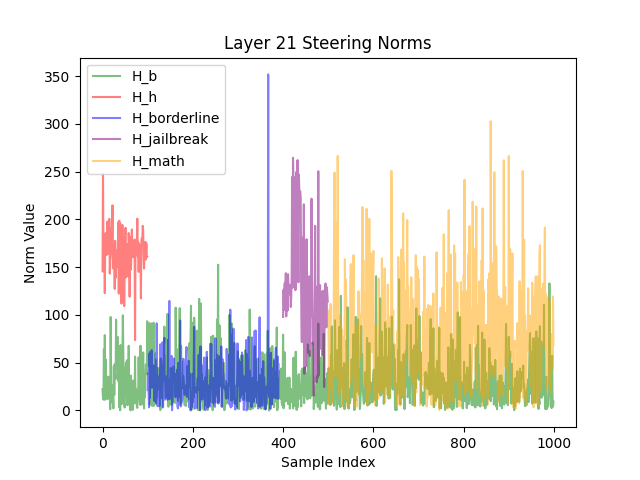 Layer 21 Steering Norms
H_b
H_h
H_borderline
H_jailbreak
H_math
350
300
250
200
150
100
50
0
Norm Value
0
200
400
600
800
1000
Sample Index